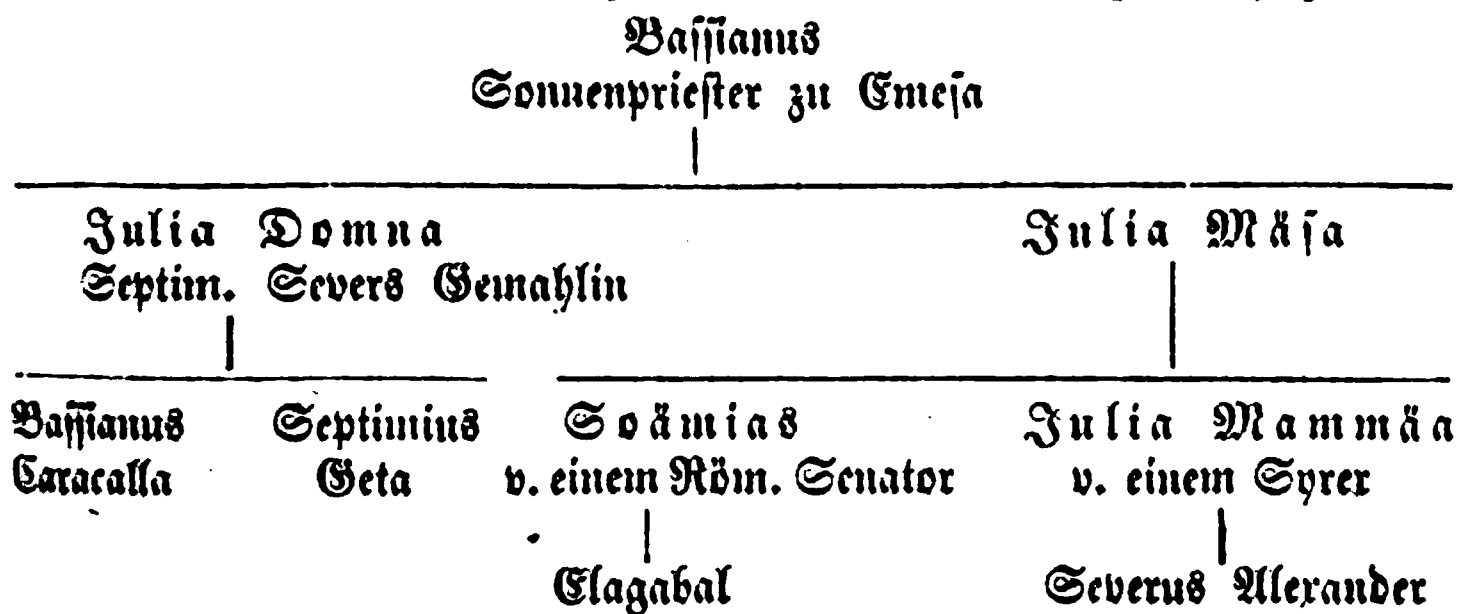 Bassianus
Sonnenpriester zu Emesa
Julia Domna
Septim. Severs Gemahlin
Julia Mäsa
Bassianus
Caracalla
Septimius
Geta
Soämias
v. einem Röm. Senator
Julia Mammäa
v. einem Syrer
Elagabal
Severus Alexander